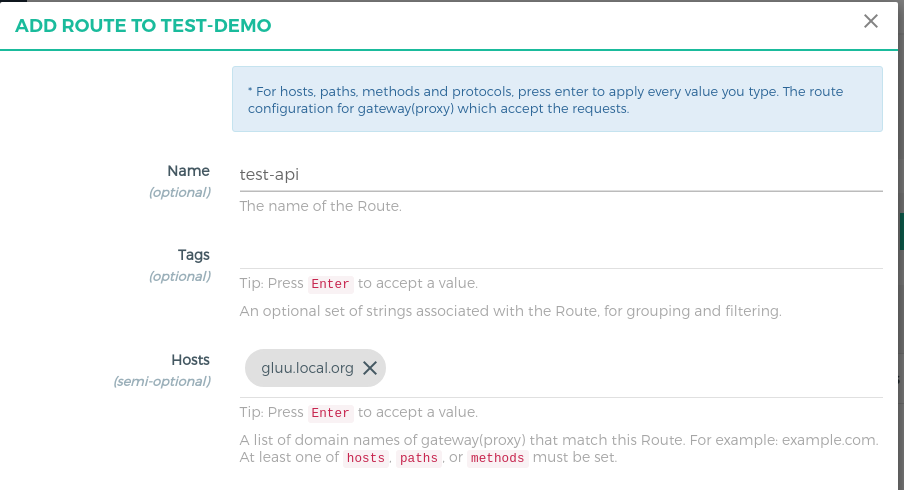 ADD ROUTE TO TEST-DEMO
* For hosts, paths, methods and protocols, press enter to apply every value you type. The route
configuration for gateway(proxy) which accept the requests.
Name
(optional)
test-api
The name of the Route.
Tags
(optional)
Tip: Press Enter to accept a value.
An optional set of strings associated with the Route, for grouping and filtering.
Hosts
(semi-optional)
gluu.local.org
Tip: Press Enter to accept a value.
A list of domain names of gateway(proxy) that match this Route. For example: example.com.
At least one of hosts, paths, or methods must be set.